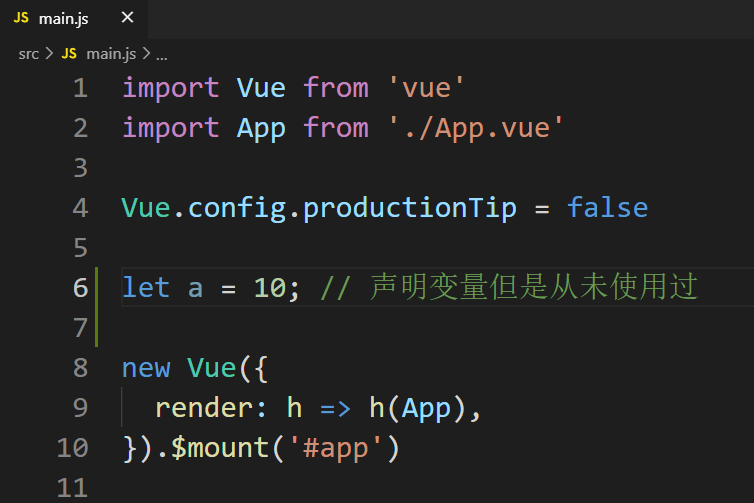 JS main.js ×
src > JS main.js > ...
1 import Vue from 'vue'
2 import App from './App.vue'
3
4 Vue.config.productionTip = false
5
6 let a = 10; // 声明变量但是从未使用过
7
8 new Vue({
9   render: h => h(App),
10 }).$mount('#app')
11